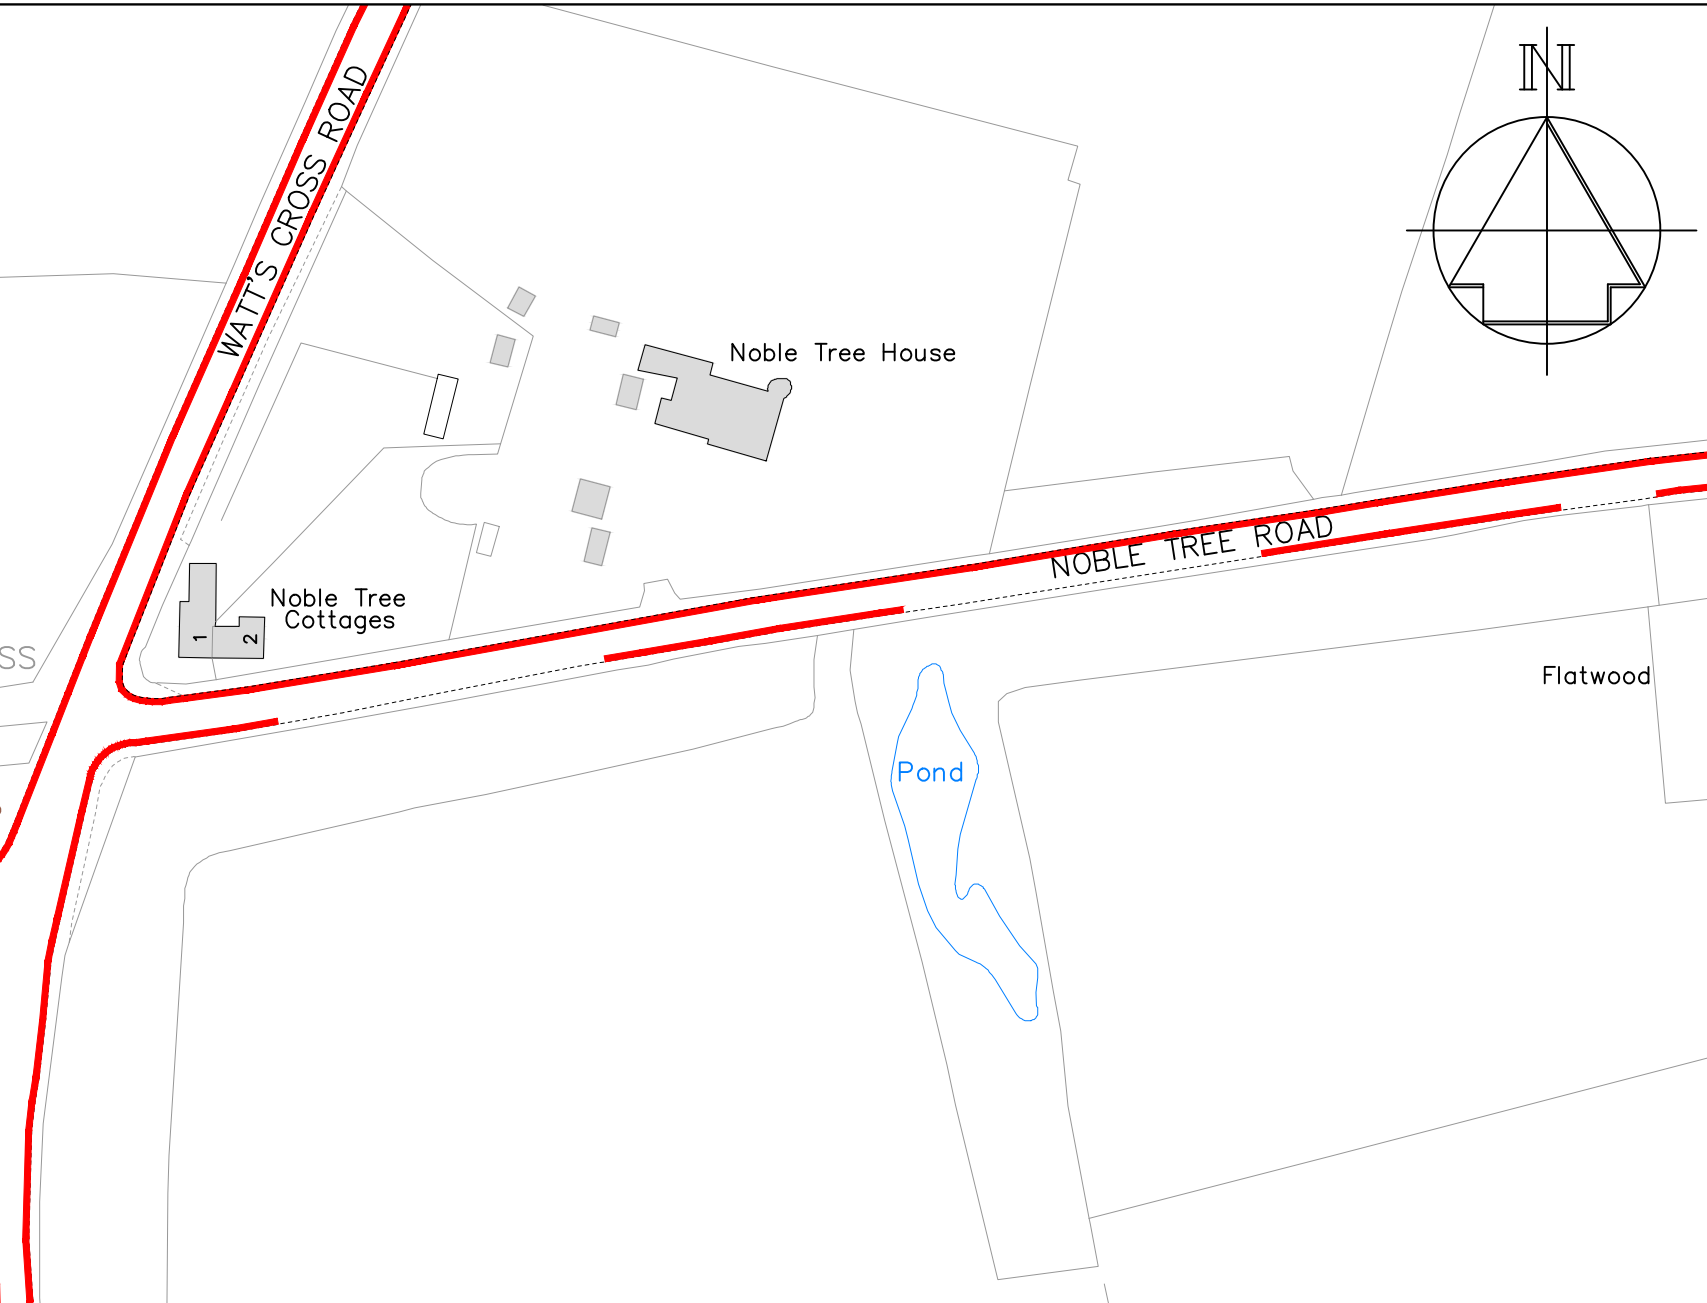 N
WATT'S CROSS ROAD
Noble Tree House
NOBLE TREE ROAD
Noble Tree
Cottages
1
2
SS
Flatwood
Pond